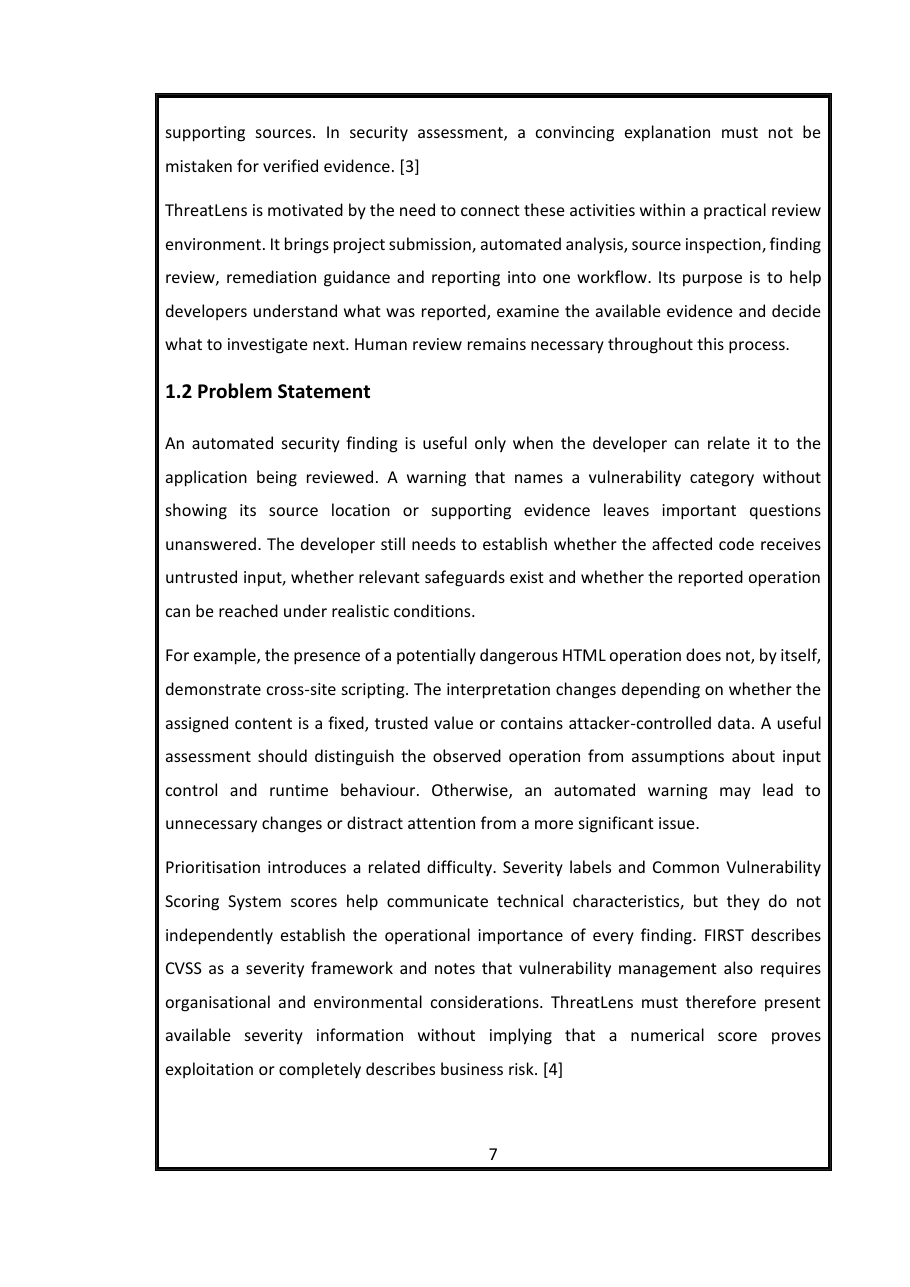 supporting sources. In security assessment, a convincing explanation must not be
mistaken for verified evidence. [3]
ThreatLens is motivated by the need to connect these activities within a practical review
environment. It brings project submission, automated analysis, source inspection, finding
review, remediation guidance and reporting into one workflow. Its purpose is to help
developers understand what was reported, examine the available evidence and decide
what to investigate next. Human review remains necessary throughout this process.
1.2 Problem Statement
An automated security finding is useful only when the developer can relate it to the
application being reviewed. A warning that names a vulnerability category without
showing its source location or supporting evidence leaves important questions
unanswered. The developer still needs to establish whether the affected code receives
untrusted input, whether relevant safeguards exist and whether the reported operation
can be reached under realistic conditions.
For example, the presence of a potentially dangerous HTML operation does not, by itself,
demonstrate cross-site scripting. The interpretation changes depending on whether the
assigned content is a fixed, trusted value or contains attacker-controlled data. A useful
assessment should distinguish the observed operation from assumptions about input
control and runtime behaviour. Otherwise, an automated warning may lead to
unnecessary changes or distract attention from a more significant issue.
Prioritisation introduces a related difficulty. Severity labels and Common Vulnerability
Scoring System scores help communicate technical characteristics, but they do not
independently establish the operational importance of every finding. FIRST describes
CVSS as a severity framework and notes that vulnerability management also requires
organisational and environmental considerations. ThreatLens must therefore present
available severity information without implying that a numerical score proves
exploitation or completely describes business risk. [4]
7